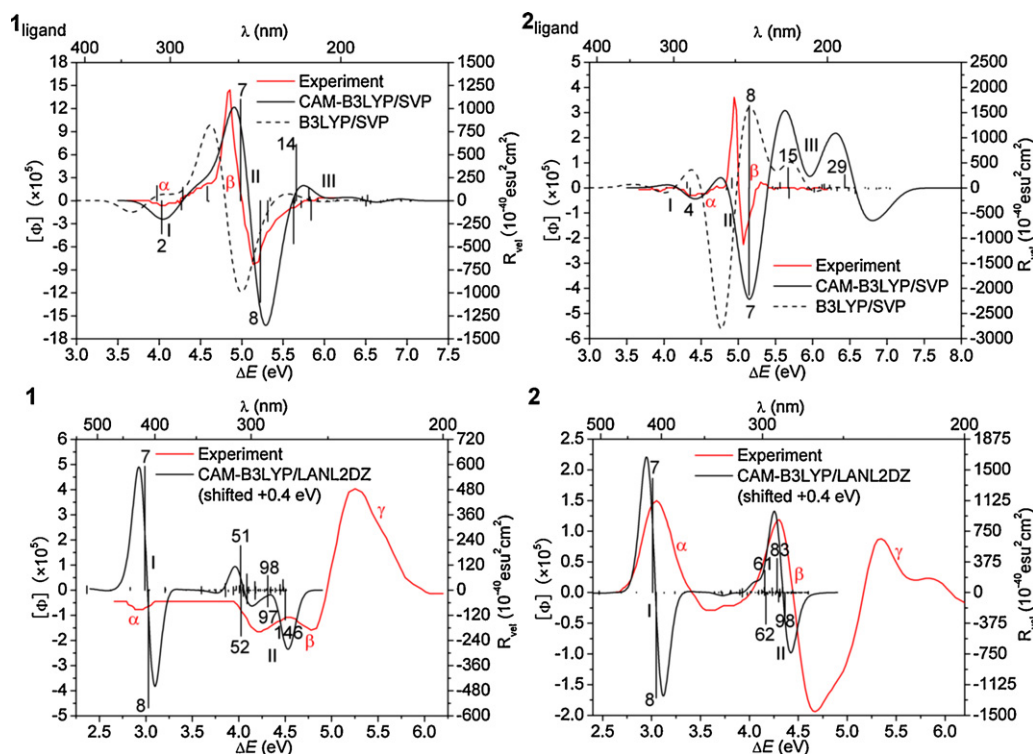 1ligand
λ (nm)
400 300 200
18 15 12 9 6 3 0 -3 -6 -9 -12 -15 -18
[Φ] (×10⁵)
Experiment
CAM-B3LYP/SVP
B3LYP/SVP
7
14
α
β
II
III
2
I
8
1500 1250 1000 750 500 250 0 -250 -500 -750 -1000 -1250 -1500
Rvel (10⁻⁴⁰esu²cm²)
3.0 3.5 4.0 4.5 5.0 5.5 6.0 6.5 7.0 7.5
ΔE (eV)
2ligand
λ (nm)
400 300 200
5 4 3 2 1 0 -1 -2 -3 -4 -5 -6
[Φ] (×10⁵)
8
15
III
29
β
I
4
α
II
7
Experiment
CAM-B3LYP/SVP
B3LYP/SVP
2500 2000 1500 1000 500 0 -500 -1000 -1500 -2000 -2500 -3000
Rvel (10⁻⁴⁰esu²cm²)
3.0 3.5 4.0 4.5 5.0 5.5 6.0 6.5 7.0 7.5 8.0
ΔE (eV)
1
λ (nm)
500 400 300 200
6 5 4 3 2 1 0 -1 -2 -3 -4 -5
[Φ] (×10⁵)
Experiment
CAM-B3LYP/LANL2DZ
(shifted +0.4 eV)
7
51
98
γ
I
α
97
146
52
II
β
8
720 600 480 360 240 120 0 -120 -240 -360 -480 -600
Rvel (10⁻⁴⁰esu²cm²)
2.5 3.0 3.5 4.0 4.5 5.0 5.5 6.0
ΔE (eV)
2
λ (nm)
500 400 300 200
2.5 2.0 1.5 1.0 0.5 0.0 -0.5 -1.0 -1.5 -2.0
[Φ] (×10⁵)
Experiment
CAM-B3LYP/LANL2DZ
(shifted +0.4 eV)
7
α
61
83
β
γ
I
62
98
II
8
1875 1500 1125 750 375 0 -375 -750 -1125 -1500
Rvel (10⁻⁴⁰esu²cm²)
2.5 3.0 3.5 4.0 4.5 5.0 5.5 6.0
ΔE (eV)